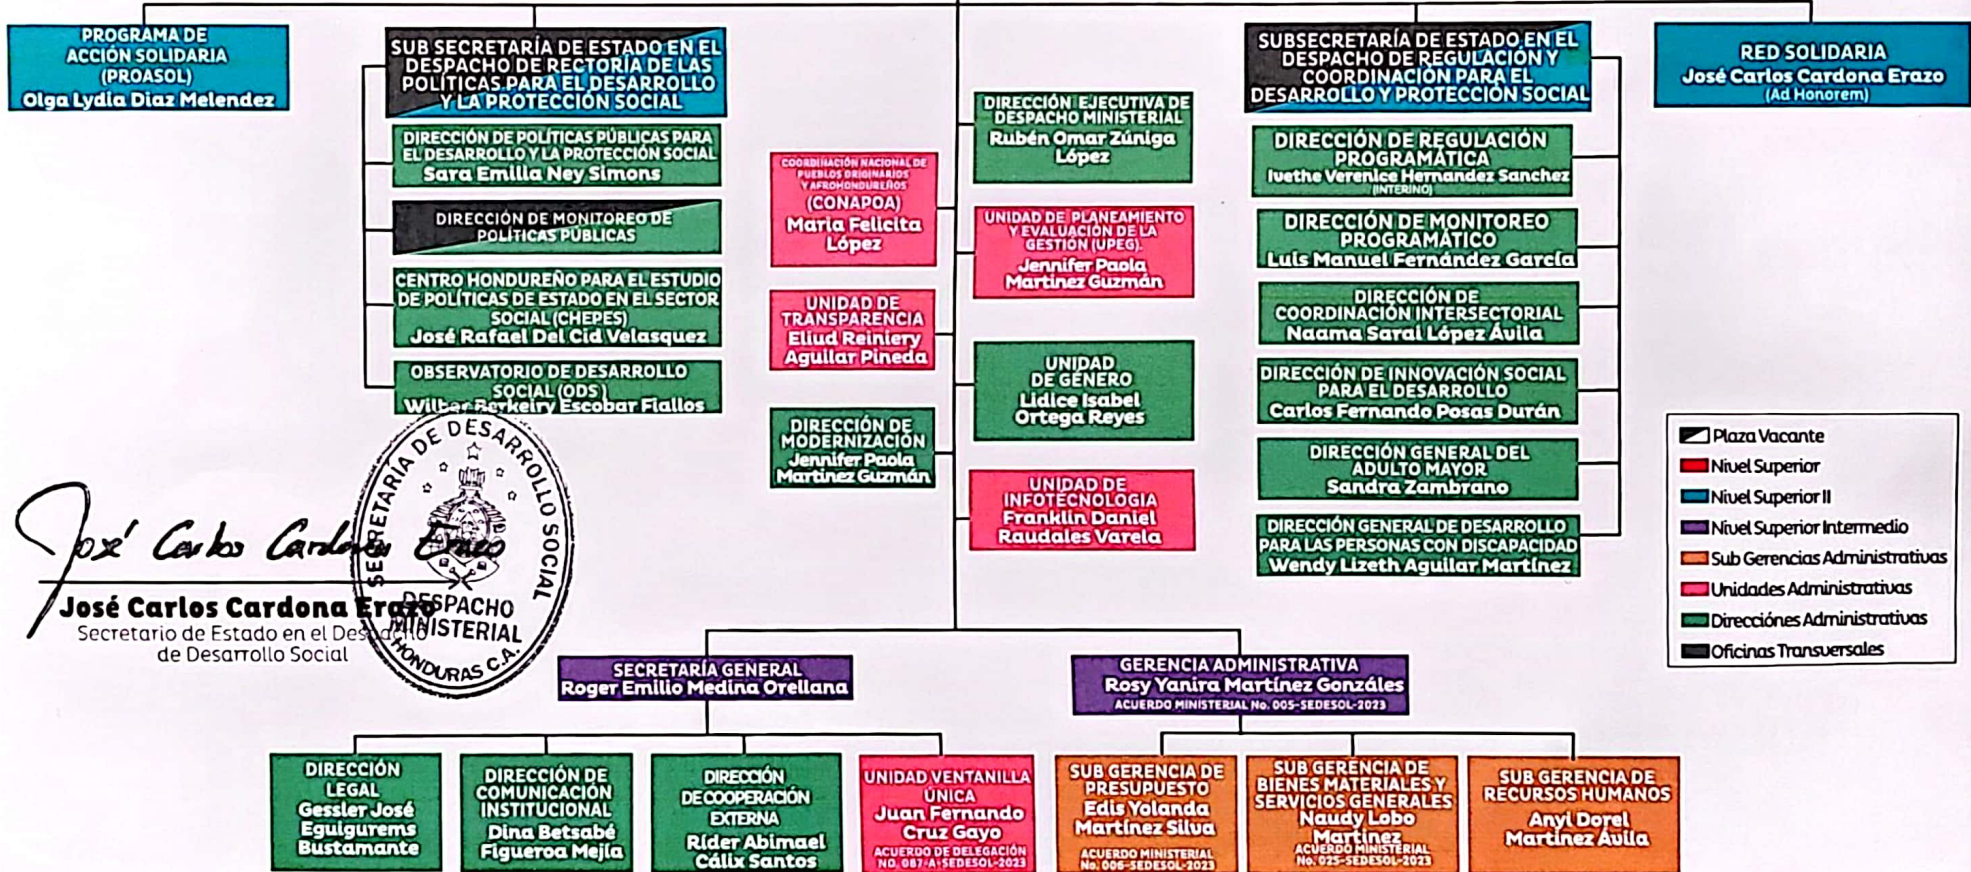 PROGRAMA DE
ACCIÓN SOLIDARIA
(PROASOL)
Olga Lydia Diaz Melendez
SUB SECRETARÍA DE ESTADO EN EL
DESPACHO DE RECTORÍA DE LAS
POLÍTICAS PARA EL DESARROLLO
Y LA PROTECCIÓN SOCIAL
DIRECCIÓN DE POLÍTICAS PÚBLICAS PARA
EL DESARROLLO Y LA PROTECCIÓN SOCIAL
Sara Emilia Ney Simons
DIRECCIÓN DE MONITOREO DE
POLÍTICAS PÚBLICAS
CENTRO HONDUREÑO PARA EL ESTUDIO
DE POLÍTICAS DE ESTADO EN EL SECTOR
SOCIAL (CHEPES)
José Rafael Del Cid Velasquez
OBSERVATORIO DE DESARROLLO
SOCIAL (ODS)
Wilber Berkeiry Escobar Fiallos
COORDINACIÓN NACIONAL DE
PUEBLOS ORIGINARIOS
Y AFROHONDUREÑOS
(CONAPOA)
Maria Felicita
López
UNIDAD DE
TRANSPARENCIA
Eliud Reiniery
Aguilar Pineda
DIRECCIÓN DE
MODERNIZACIÓN
Jennifer Paola
Martinez Guzmán
DIRECCIÓN EJECUTIVA DE
DESPACHO MINISTERIAL
Rubén Omar Zúniga
López
UNIDAD DE PLANEAMIENTO
Y EVALUACIÓN DE LA
GESTIÓN (UPEG).
Jennifer Paola
Martinez Guzmán
UNIDAD
DE GÉNERO
Lidice Isabel
Ortega Reyes
UNIDAD DE
INFOTECNOLOGIA
Franklin Daniel
Raudales Varela
SUBSECRETARÍA DE ESTADO EN EL
DESPACHO DE REGULACIÓN Y
COORDINACIÓN PARA EL
DESARROLLO Y PROTECCIÓN SOCIAL
DIRECCIÓN DE REGULACIÓN
PROGRAMÁTICA
Ivethe Verenice Hernandez Sanchez
(INTERINO)
DIRECCIÓN DE MONITOREO
PROGRAMÁTICO
Luis Manuel Fernández García
DIRECCIÓN DE
COORDINACIÓN INTERSECTORIAL
Naama Sarai López Ávila
DIRECCIÓN DE INNOVACIÓN SOCIAL
PARA EL DESARROLLO
Carlos Fernando Posas Durán
DIRECCIÓN GENERAL DEL
ADULTO MAYOR
Sandra Zambrano
DIRECCIÓN GENERAL DE DESARROLLO
PARA LAS PERSONAS CON DISCAPACIDAD
Wendy Lizeth Aguilar Martínez
RED SOLIDARIA
José Carlos Cardona Erazo
(Ad Honorem)
Plaza Vacante
Nivel Superior
Nivel Superior II
Nivel Superior Intermedio
Sub Gerencias Administrativas
Unidades Administrativas
Direcciónes Administrativas
Oficinas Transversales
José Carlos Cardona Erazo
José Carlos Cardona Erazo
Secretario de Estado en el Despacho
de Desarrollo Social
SECRETARÍA DE DESARROLLO SOCIAL
DESPACHO
MINISTERIAL
HONDURAS C.A.
SECRETARÍA GENERAL
Roger Emilio Medina Orellana
GERENCIA ADMINISTRATIVA
Rosy Yanira Martínez Gonzáles
ACUERDO MINISTERIAL No. 005-SEDESOL-2023
DIRECCIÓN
LEGAL
Gessler José
Eguigurems
Bustamante
DIRECCIÓN DE
COMUNICACIÓN
INSTITUCIONAL
Dina Betsabé
Figueroa Mejía
DIRECCIÓN
DE COOPERACIÓN
EXTERNA
Ríder Abimael
Cálix Santos
UNIDAD VENTANILLA
ÚNICA
Juan Fernando
Cruz Gayo
ACUERDO DE DELEGACIÓN
NO. 087-A-SEDESOL-2023
SUB GERENCIA DE
PRESUPUESTO
Edis Yolanda
Martínez Silva
ACUERDO MINISTERIAL
No. 006-SEDESOL-2023
SUB GERENCIA DE
BIENES MATERIALES Y
SERVICIOS GENERALES
Naudy Lobo
Martinez
ACUERDO MINISTERIAL
No. 025-SEDESOL-2023
SUB GERENCIA DE
RECURSOS HUMANOS
Anyl Dorel
Martínez Ávila